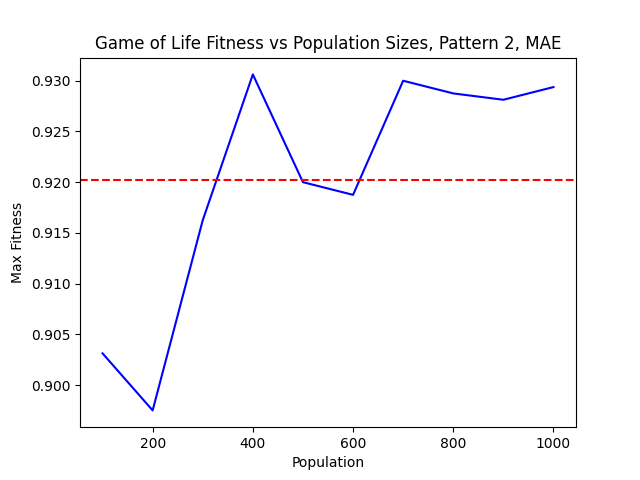 Game of Life Fitness vs Population Sizes, Pattern 2, MAE
0.930
0.925
0.920
0.915
0.910
0.905
0.900
Max Fitness
200 400 600 800 1000
Population